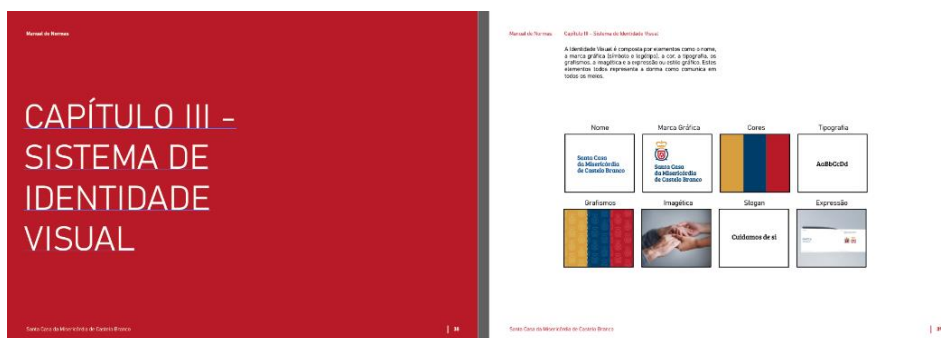 Manual de Normas
CAPÍTULO III -
SISTEMA DE
IDENTIDADE
VISUAL
Santa Casa da Misericórdia de Castelo Branco
Manual de Normas
Capítulo III - Sistema de Identidade Visual
A Identidade Visual é composta por elementos como o nome,
a marca gráfica (símbolo e logótipo), a cor, a tipografia, os
grafismos, a imagética e a expressão ou estilo gráfico. Estes
elementos todos representa a dorma como comunica em
todos os meios.
Nome
Marca Gráfica
Cores
Tipografia
Santa Casa
da Misericórdia
de Castelo Branco
Santa Casa
da Misericórdia
de Castelo Branco
AaBbCcDd
Grafismos
Imagética
Slogan
Expressão
Cuidamos de si
Santa Casa da Misericórdia de Castelo Branco